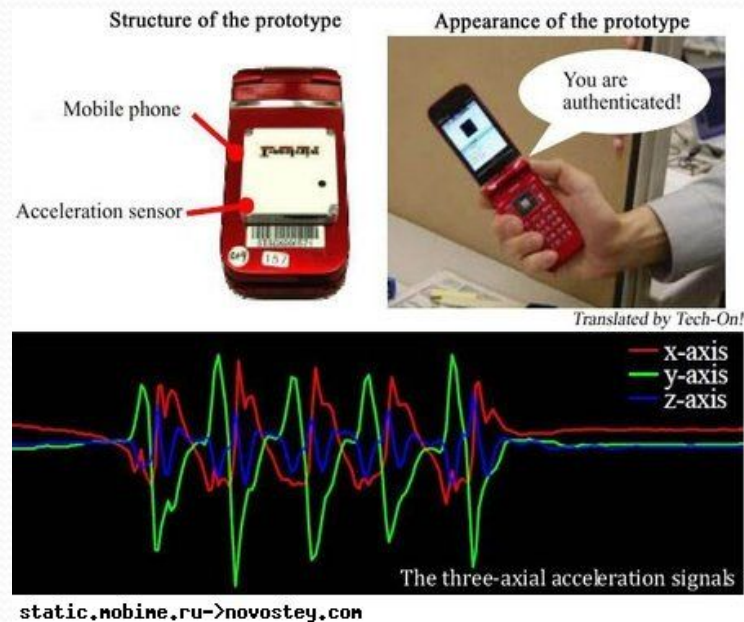 Structure of the prototype
Appearance of the prototype
Mobile phone
Acceleration sensor
You are
authenticated!
157
Translated by Tech-On!
x-axis
y-axis
z-axis
The three-axial acceleration signals
static.mobime.ru->novostey.com